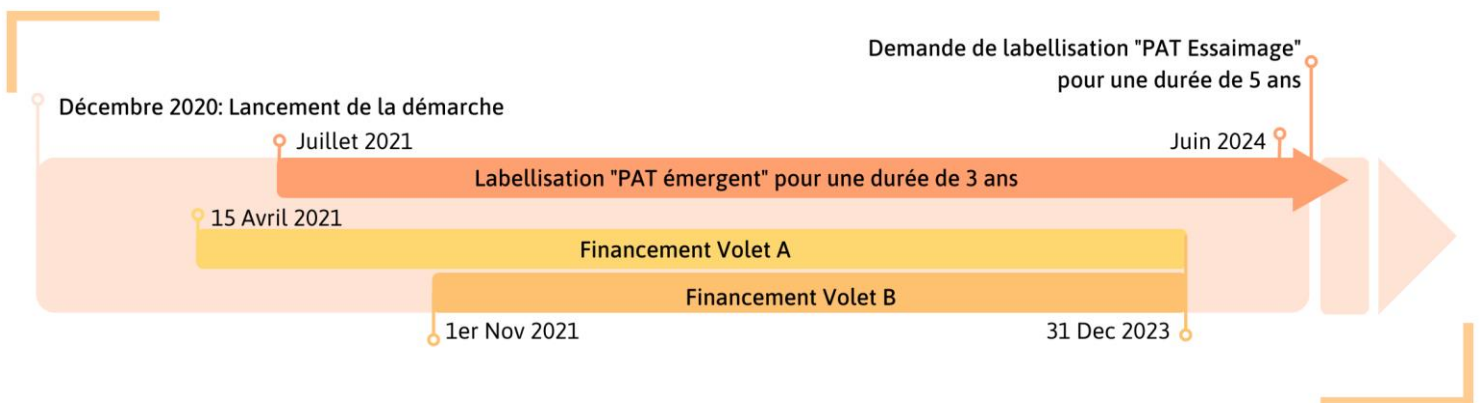 Demande de labellisation "PAT Essaimage"
pour une durée de 5 ans
Décembre 2020: Lancement de la démarche
Juillet 2021
Juin 2024
Labellisation "PAT émergent" pour une durée de 3 ans
15 Avril 2021
Financement Volet A
Financement Volet B
1er Nov 2021
31 Dec 2023